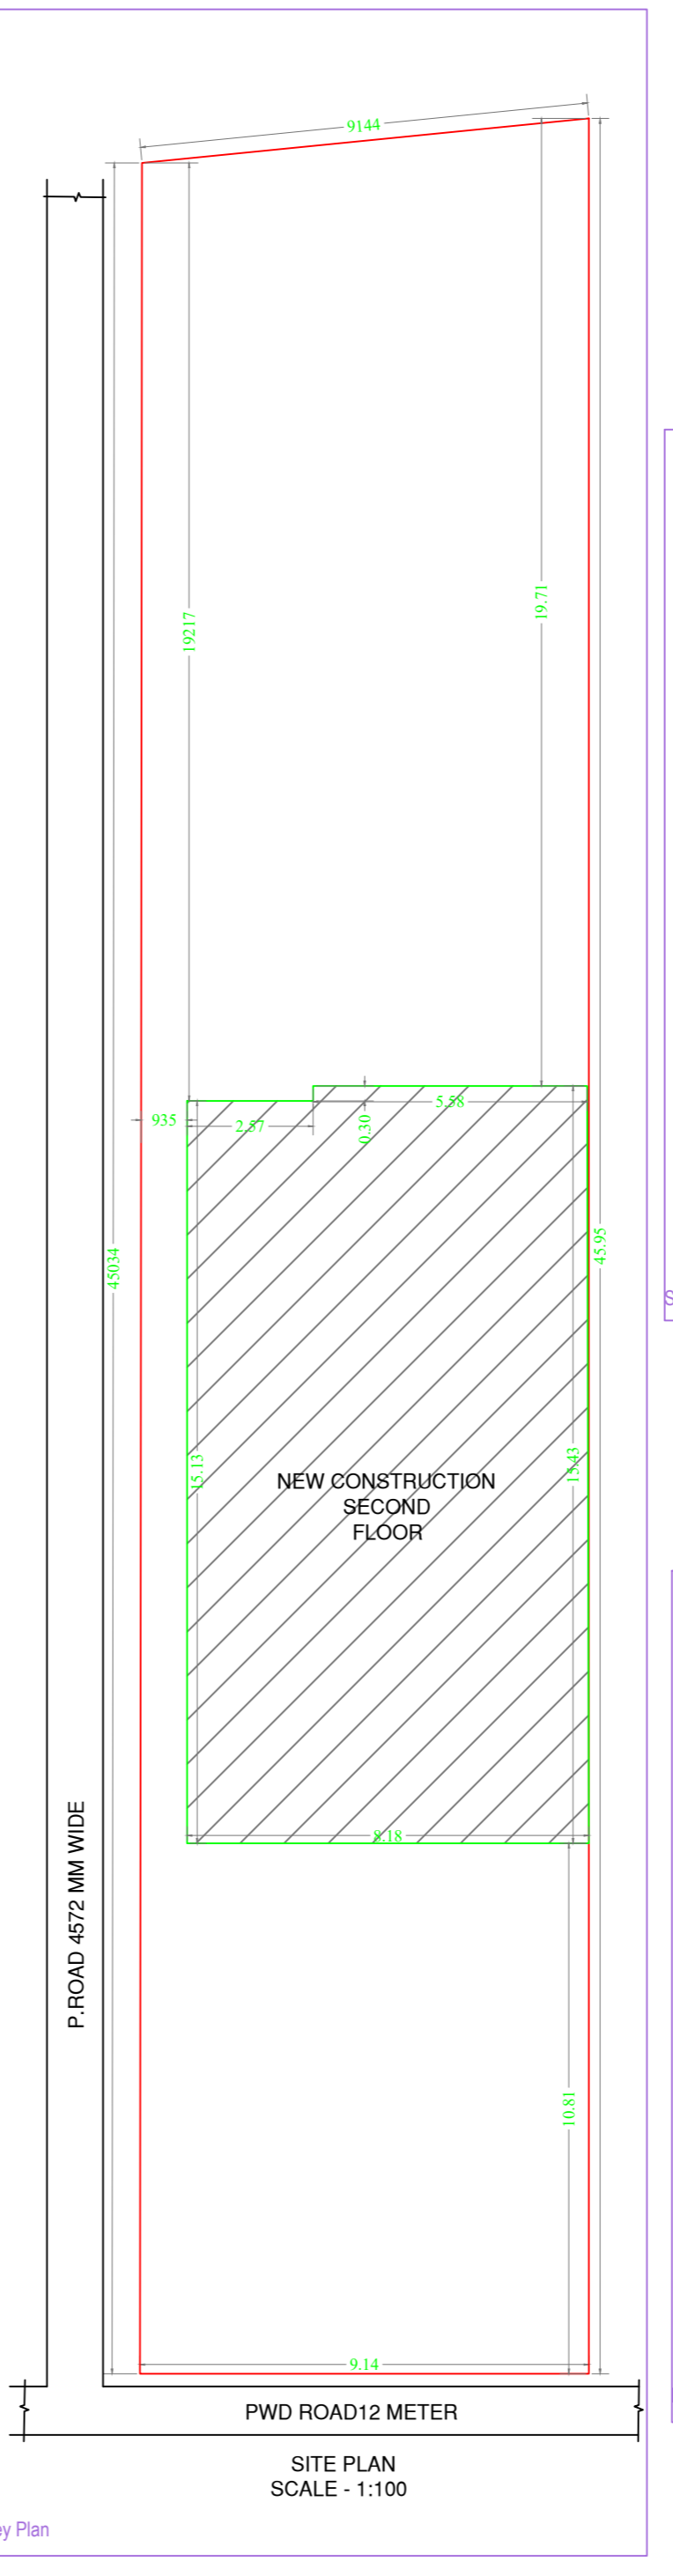 9144
19217
19.71
935
2.57
0.30
5.58
45034
45.95
15.13
15.43
NEW CONSTRUCTION
SECOND
FLOOR
8.18
P.ROAD 4572 MM WIDE
10.81
9.14
PWD ROAD12 METER
SITE PLAN
SCALE - 1:100
ey Plan
S